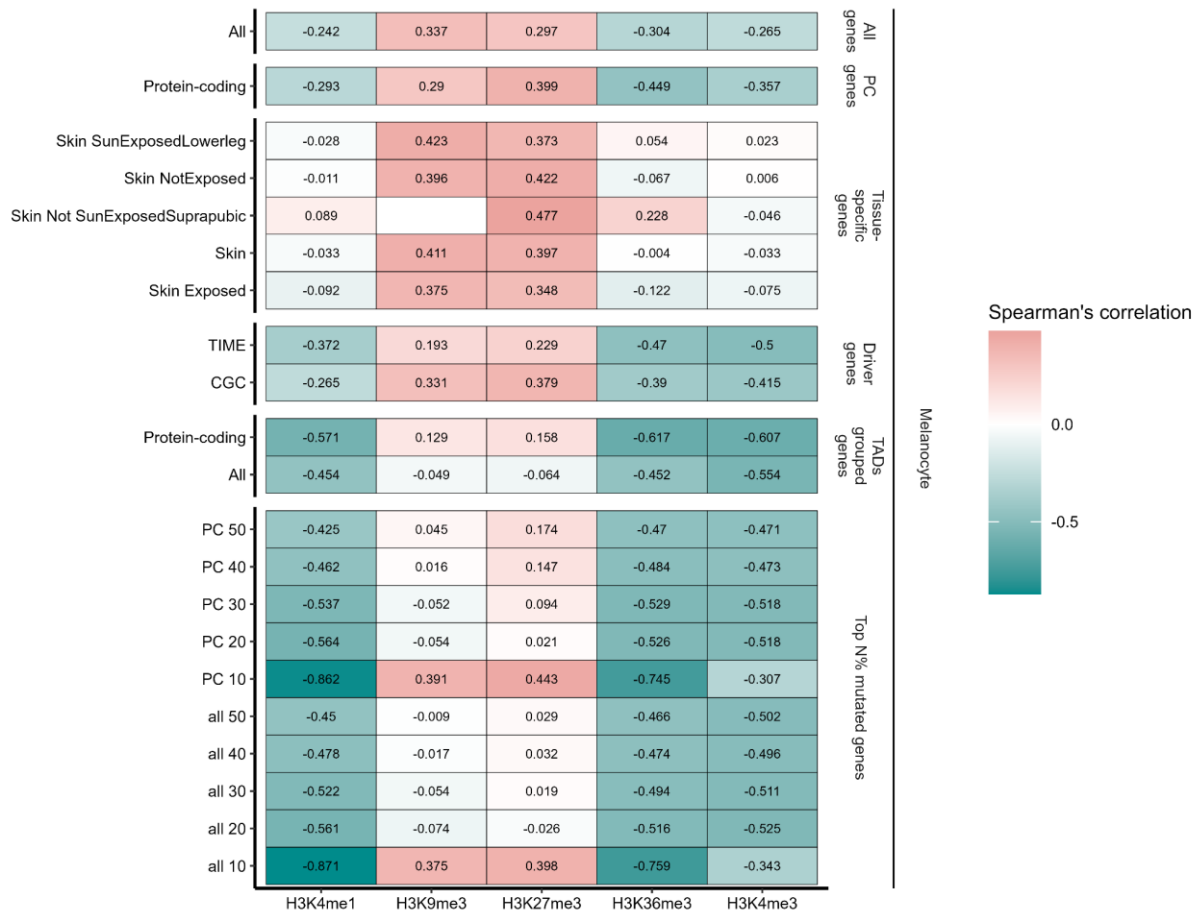 All -0.242 0.337 0.297 -0.304 -0.265 All genes
Protein-coding -0.293 0.29 0.399 -0.449 -0.357 PC genes
Skin SunExposedLowerleg -0.028 0.423 0.373 0.054 0.023
Skin NotExposed -0.011 0.396 0.422 -0.067 0.006
Skin Not SunExposedSuprapubic 0.089 0.477 0.228 -0.046
Skin -0.033 0.411 0.397 -0.004 -0.033
Skin Exposed -0.092 0.375 0.348 -0.122 -0.075
Tissue-
specific
genes
TIME -0.372 0.193 0.229 -0.47 -0.5
CGC -0.265 0.331 0.379 -0.39 -0.415
Driver
genes
Protein-coding -0.571 0.129 0.158 -0.617 -0.607
All -0.454 -0.049 -0.064 -0.452 -0.554
TADs
grouped
genes
PC 50 -0.425 0.045 0.174 -0.47 -0.471
PC 40 -0.462 0.016 0.147 -0.484 -0.473
PC 30 -0.537 -0.052 0.094 -0.529 -0.518
PC 20 -0.564 -0.054 0.021 -0.526 -0.518
PC 10 -0.862 0.391 0.443 -0.745 -0.307
all 50 -0.45 -0.009 0.029 -0.466 -0.502
all 40 -0.478 -0.017 0.032 -0.474 -0.496
all 30 -0.522 -0.054 0.019 -0.494 -0.511
all 20 -0.561 -0.074 -0.026 -0.516 -0.525
all 10 -0.871 0.375 0.398 -0.759 -0.343
Top N% mutated genes
H3K4me1 H3K9me3 H3K27me3 H3K36me3 H3K4me3
Melanocyte
Spearman's correlation
0.0
-0.5